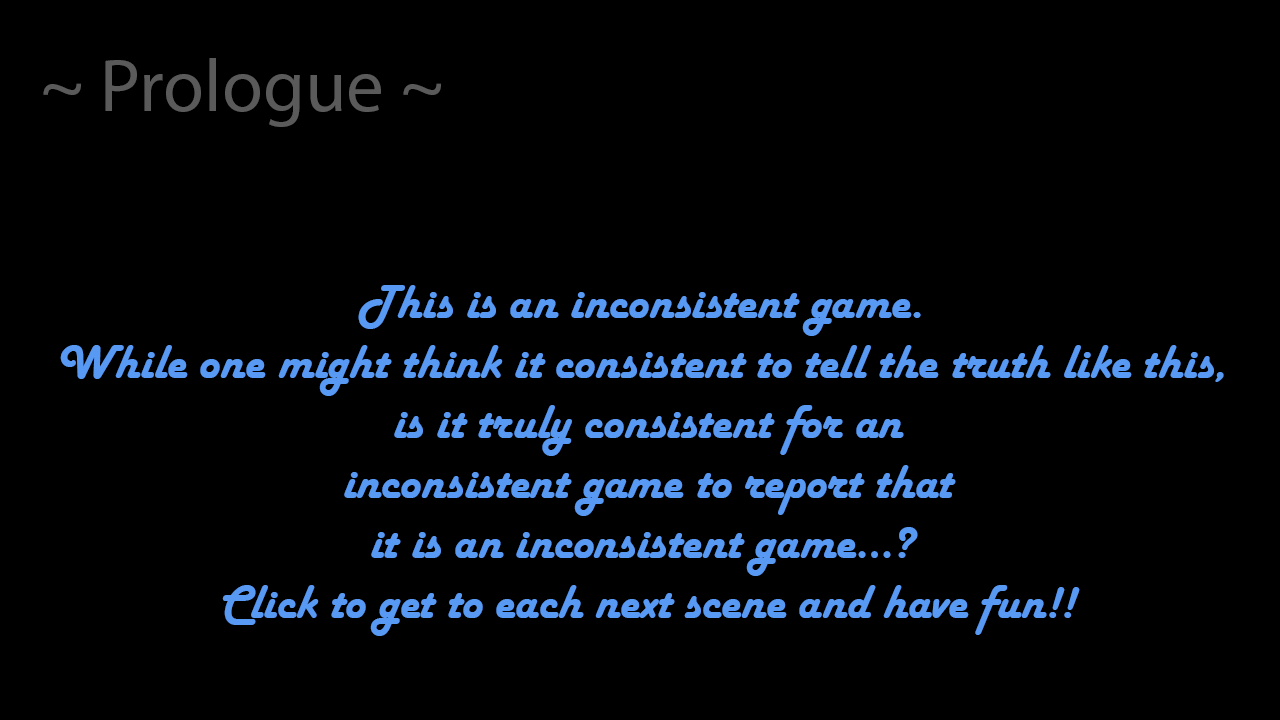 ~ Prologue ~
This is an inconsistent game.
While one might think it consistent to tell the truth like this,
is it truly consistent for an
inconsistent game to report that
it is an inconsistent game...?
Click to get to each next scene and have fun!!